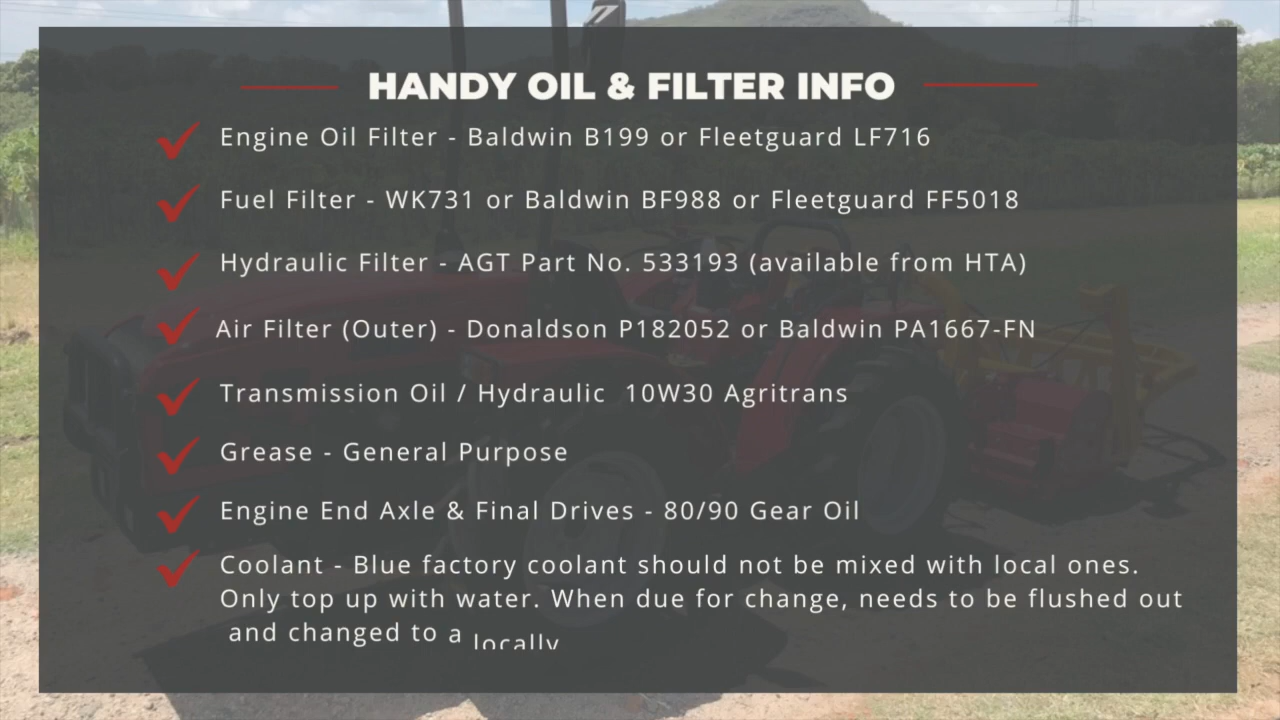 HANDY OIL & FILTER INFO
Engine Oil Filter - Baldwin B199 or Fleetguard LF716
Fuel Filter - WK731 or Baldwin BF988 or Fleetguard FF5018
Hydraulic Filter - AGT Part No. 533193 (available from HTA)
Air Filter (Outer) - Donaldson P182052 or Baldwin PA1667-FN
Transmission Oil / Hydraulic 10W30 Agritrans
Grease - General Purpose
Engine End Axle & Final Drives - 80/90 Gear Oil
Coolant - Blue factory coolant should not be mixed with local ones.
Only top up with water. When due for change, needs to be flushed out
and changed to a locally